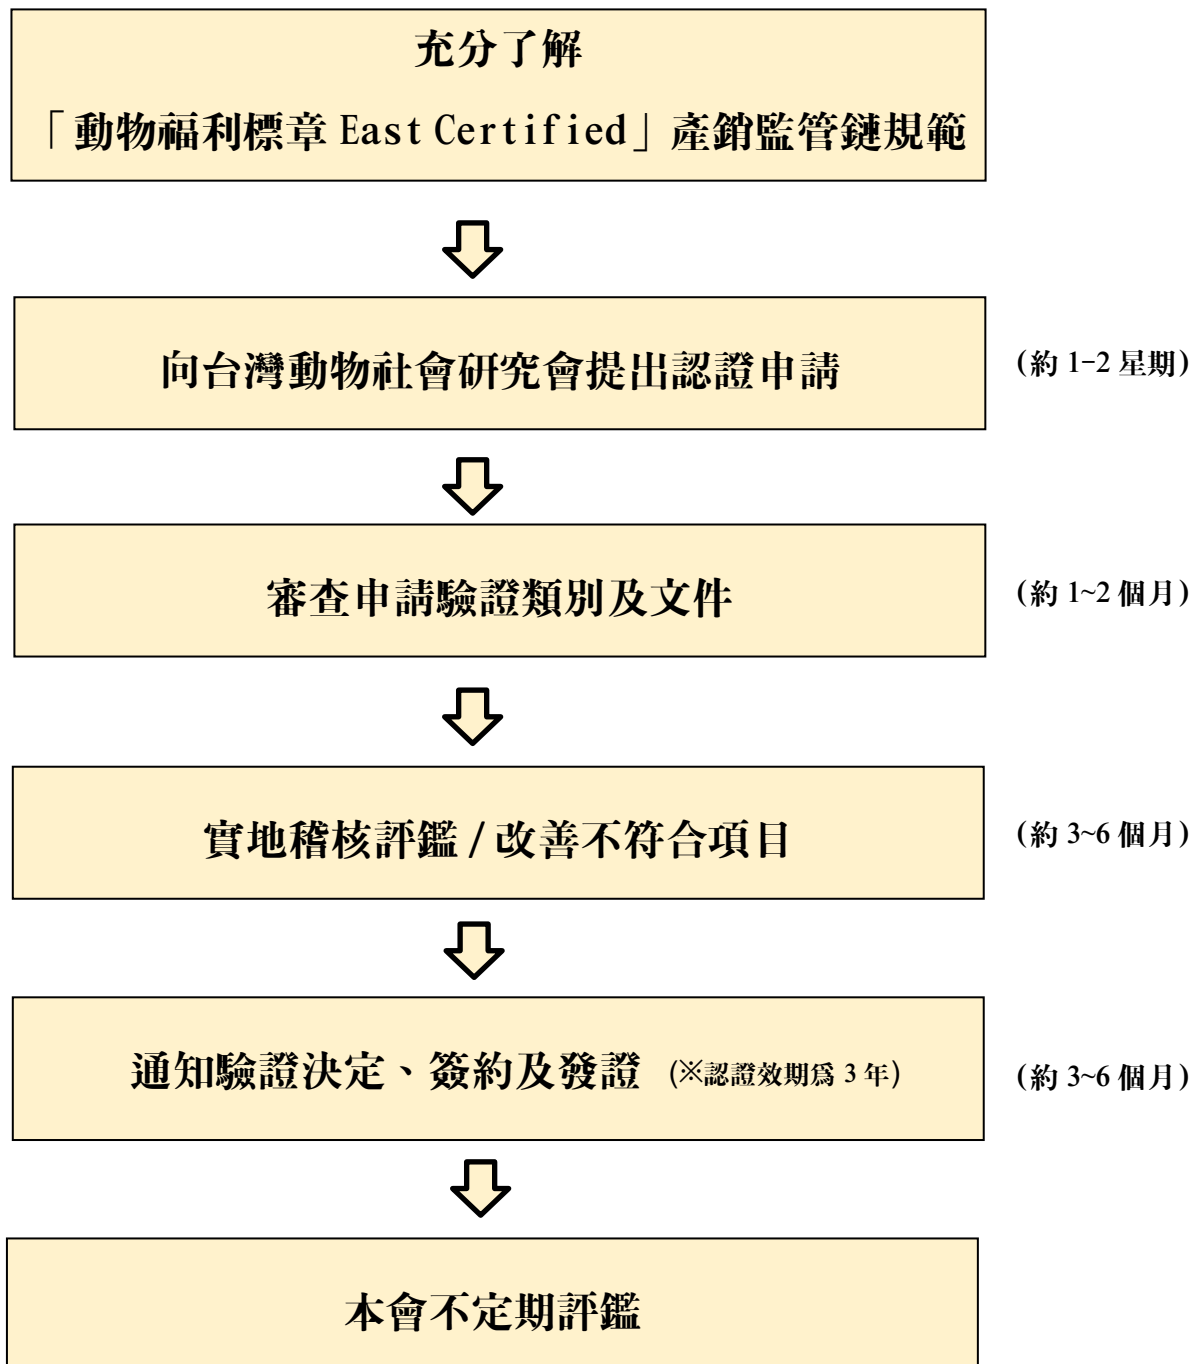 充分了解
「動物福利標章 East Certified」產銷監管鏈規範
向台灣動物社會研究會提出認證申請
(約 1-2 星期)
審查申請驗證類別及文件
(約 1~2 個月)
實地稽核評鑑 / 改善不符合項目
(約 3~6 個月)
通知驗證決定、簽約及發證 (※認證效期為 3 年)
(約 3~6 個月)
本會不定期評鑑